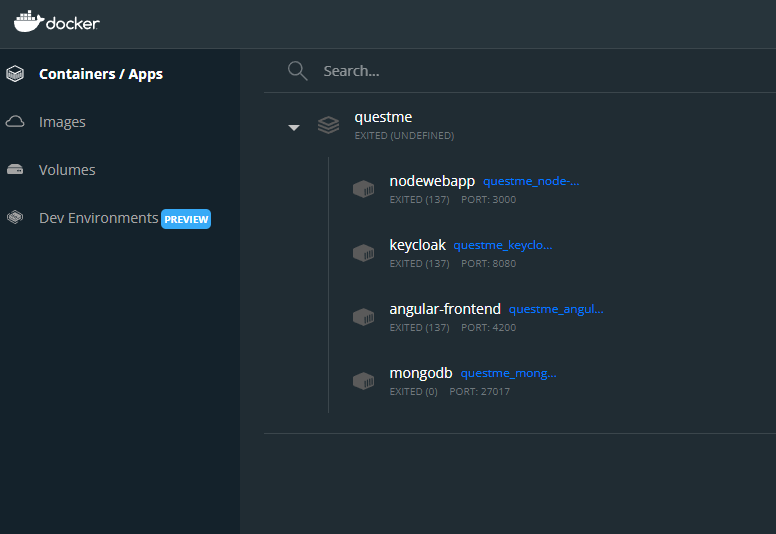 docker
Containers / Apps
Images
Volumes
Dev Environments PREVIEW
Search...
questme
EXITED (UNDEFINED)
nodewebapp questme_node-...
EXITED (137) PORT: 3000
keycloak questme_keyclo...
EXITED (137) PORT: 8080
angular-frontend questme_angul...
EXITED (137) PORT: 4200
mongodb questme_mong...
EXITED (0) PORT: 27017